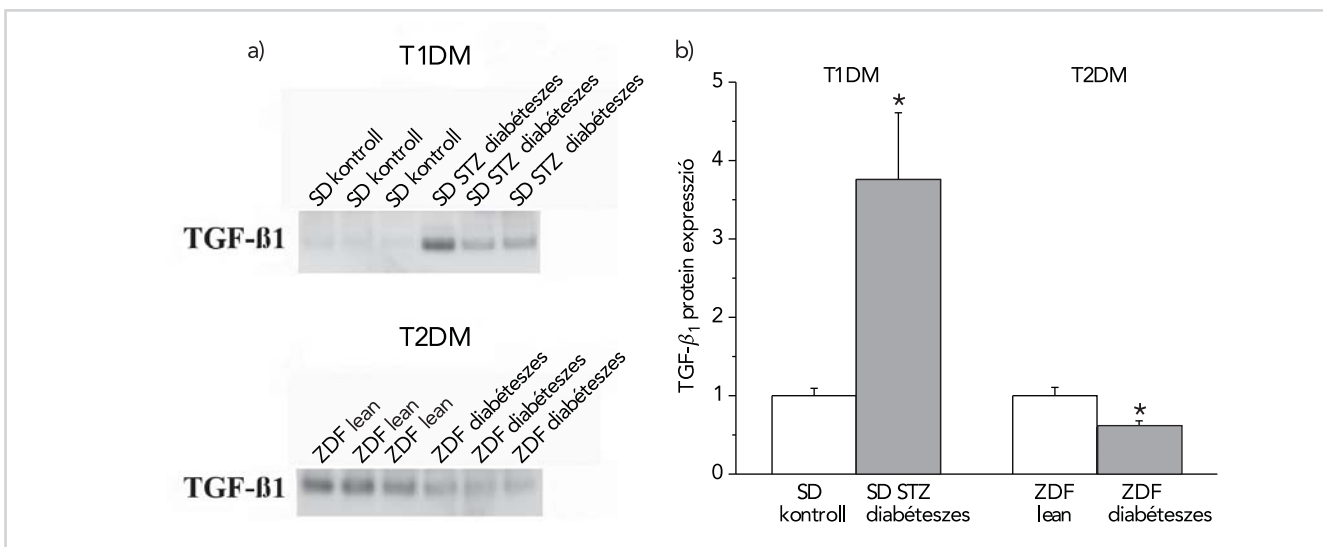 a)
T1DM
SD kontroll
SD kontroll
SD kontroll
SD STZ diabéteszes
SD STZ diabéteszes
SD STZ diabéteszes
TGF-ß1
T2DM
ZDF lean
ZDF lean
ZDF lean
ZDF diabéteszes
ZDF diabéteszes
ZDF diabéteszes
TGF-ß1
b)
T1DM
T2DM
TGF-β1 protein expresszió
5
4
3
2
1
0
*
*
SD
kontroll
SD STZ
diabéteszes
ZDF
lean
ZDF
diabéteszes